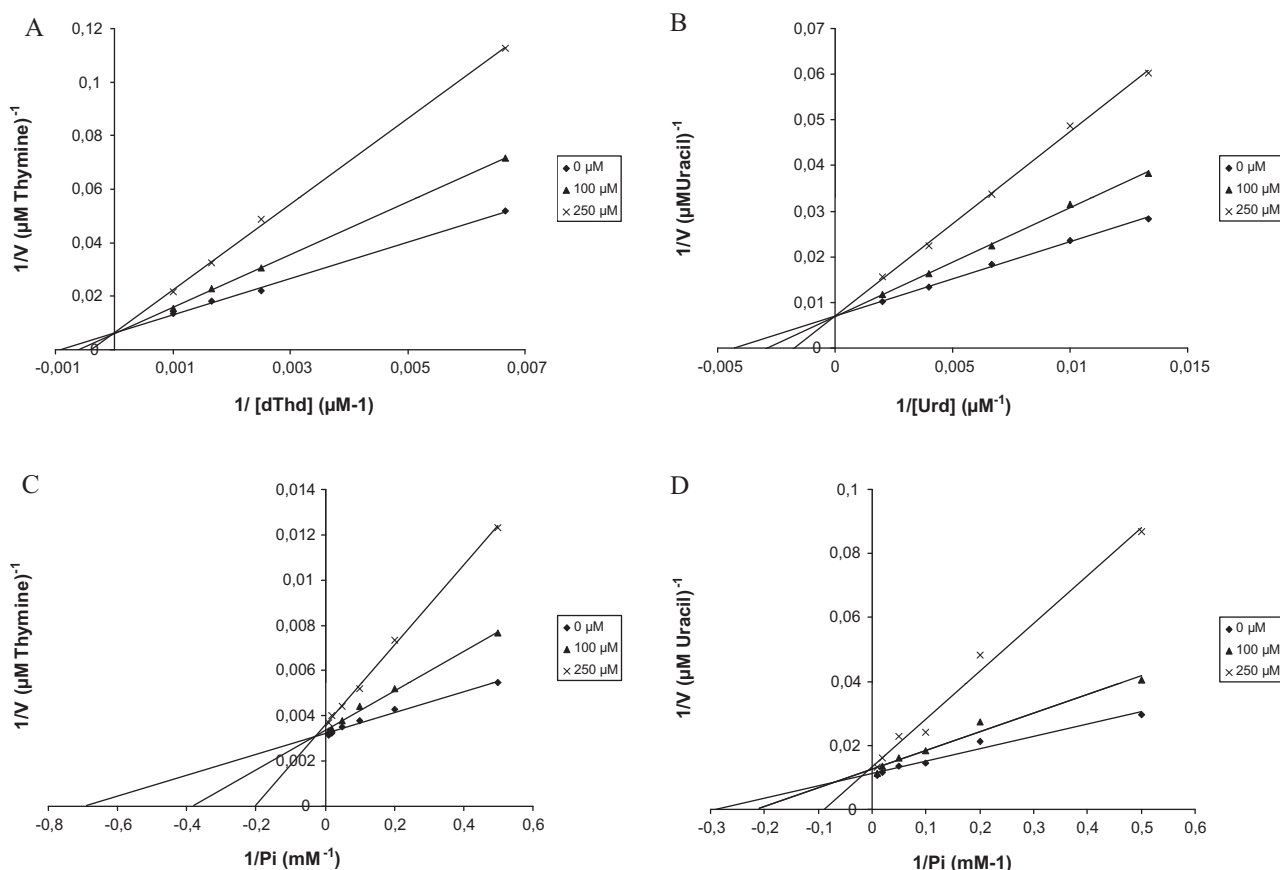 A
1/V (µM Thymine)-1
0,12
0,1
0,08
0,06
0,04
0,02
0
-0,001
0,001
0,003
0,005
0,007
1/ [dThd] (µM-1)
0 µM
100 µM
250 µM
B
1/V (µMUracil)-1
0,07
0,06
0,05
0,04
0,03
0,02
0,01
0
-0,005
0
0,005
0,01
0,015
1/[Urd] (µM-1)
0 µM
100 µM
250 µM
C
1/V (µM Thymine)-1
0,014
0,012
0,01
0,008
0,006
0,004
0,002
0
-0,8
-0,6
-0,4
-0,2
0
0,2
0,4
0,6
1/Pi (mM-1)
0 µM
100 µM
250 µM
D
1/V (µM Uracil)-1
0,1
0,08
0,06
0,04
0,02
0
-0,3
-0,2
-0,1
0
0,1
0,2
0,3
0,4
0,5
0,6
1/Pi (mM-1)
0 µM
100 µM
250 µM